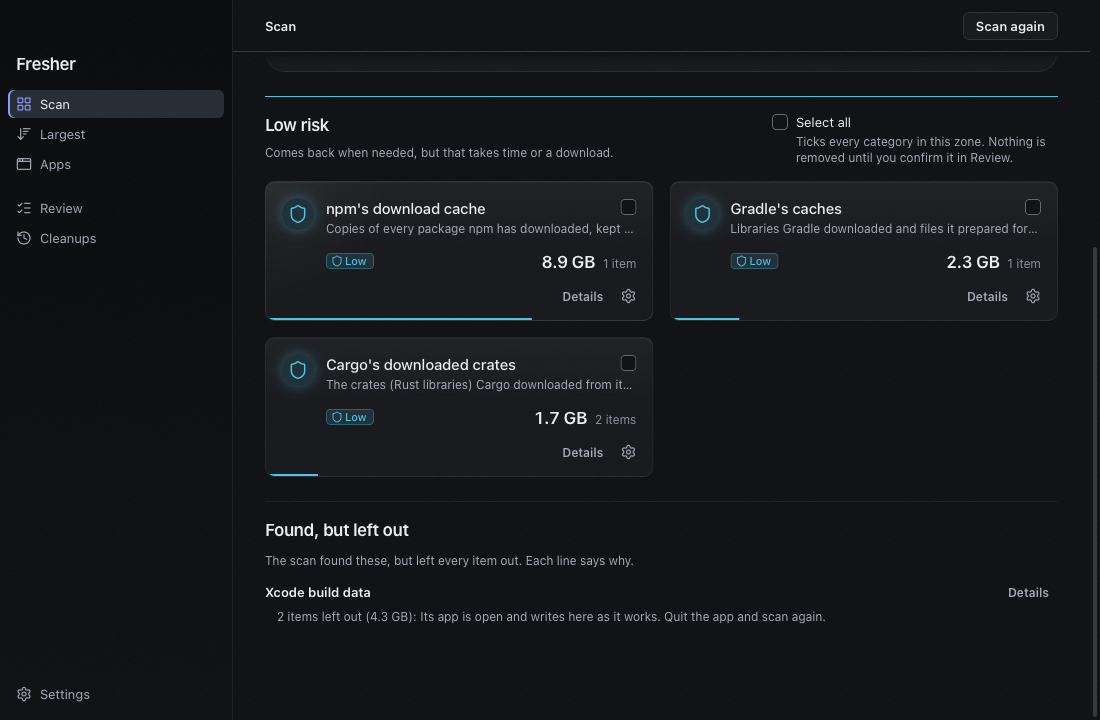 Fresher
Scan
Largest
Apps
Review
Cleanups
Settings
Scan
Scan again
Low risk
Comes back when needed, but that takes time or a download.
Select all
Ticks every category in this zone. Nothing is
removed until you confirm it in Review.
npm's download cache
Copies of every package npm has downloaded, kept ...
Low
8.9 GB 1 item
Details
Gradle's caches
Libraries Gradle downloaded and files it prepared for...
Low
2.3 GB 1 item
Details
Cargo's downloaded crates
The crates (Rust libraries) Cargo downloaded from it...
Low
1.7 GB 2 items
Details
Found, but left out
The scan found these, but left every item out. Each line says why.
Xcode build data
Details
2 items left out (4.3 GB): Its app is open and writes here as it works. Quit the app and scan again.